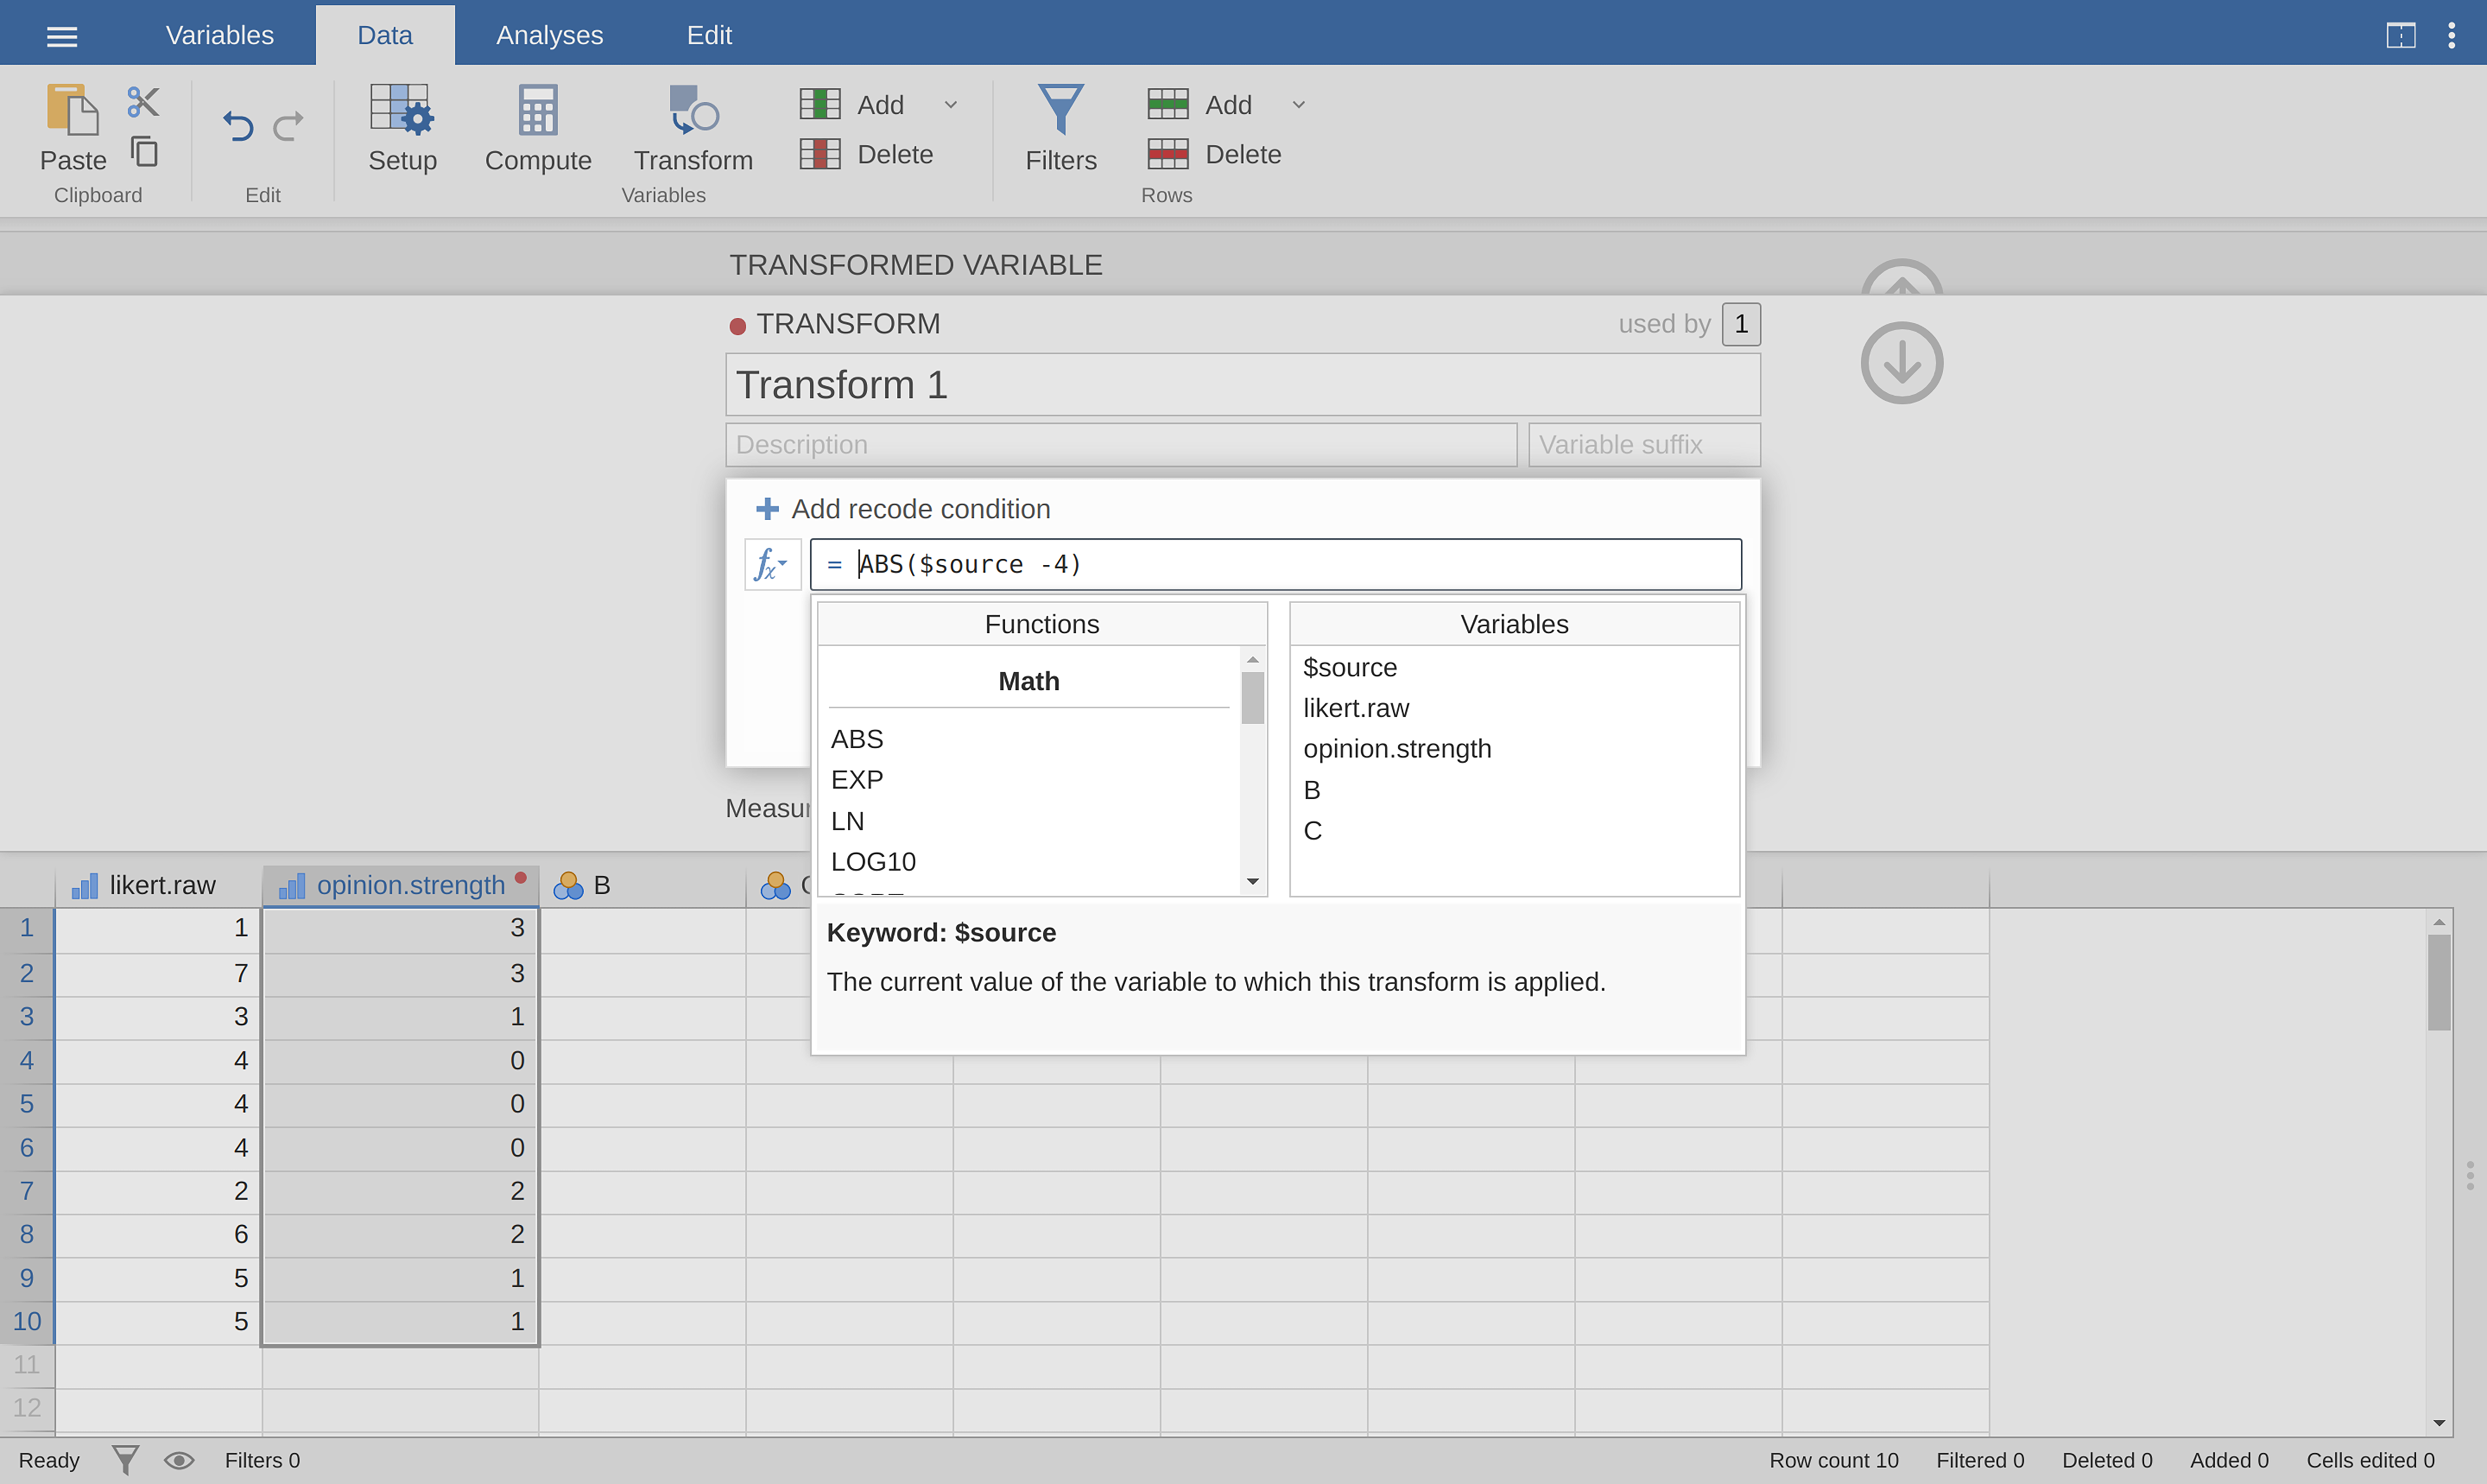 Variables Data Analyses Edit
Paste Setup Compute Transform Add Delete Filters Add Delete
Clipboard Edit Variables Rows
TRANSFORMED VARIABLE
TRANSFORM used by 1
Transform 1
Description Variable suffix
Add recode condition
fx = ABS($source -4)
Functions Variables
Math
ABS
EXP
LN
LOG10
$source
likert.raw
opinion.strength
B
C
Keyword: $source
The current value of the variable to which this transform is applied.
likert.raw opinion.strength B
1 1 3
2 7 3
3 3 1
4 4 0
5 4 0
6 4 0
7 2 2
8 6 2
9 5 1
10 5 1
11
12
Ready Filters 0 Row count 10 Filtered 0 Deleted 0 Added 0 Cells edited 0